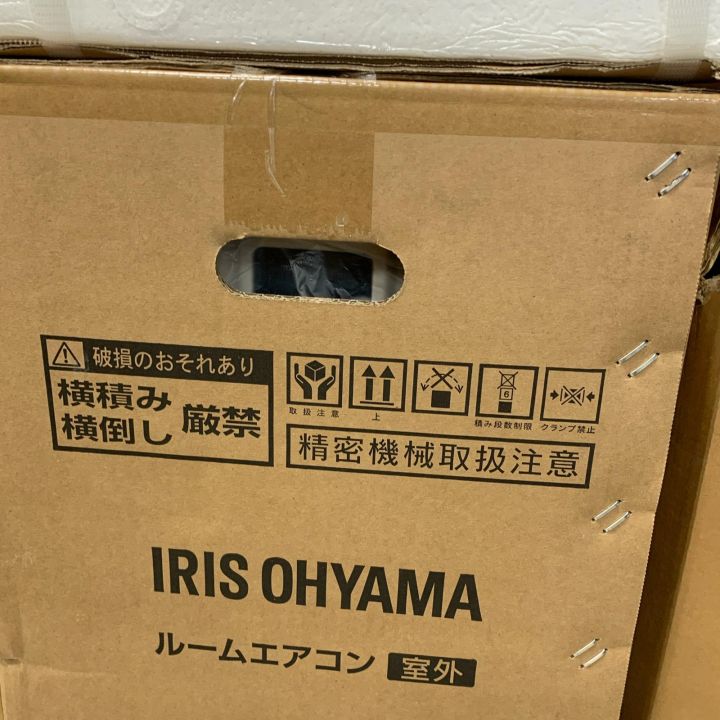 破損のおそれあり
横積み
横倒し
厳禁
取扱注意
上
6
積み段数制限
クランプ禁止
精密機械取扱注意
IRIS OHYAMA
ルームエアコン 室外